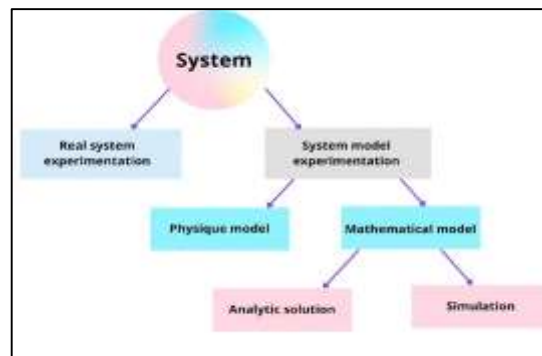 System
Real system
experimentation
System model
experimentation
Physique model
Mathematical model
Analytic solution
Simulation